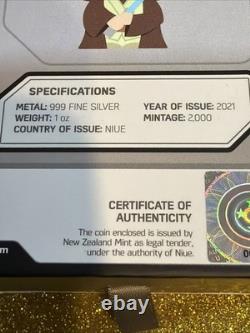 SPECIFICATIONS
METAL: 999 FINE SILVER YEAR OF ISSUE: 2021
WEIGHT: 1 oz MINTAGE: 2,000
COUNTRY OF ISSUE: NIUE
CERTIFICATE OF
AUTHENTICITY
The coin enclosed is issued by
New Zealand Mint as legal tender,
under the authority of Niue.